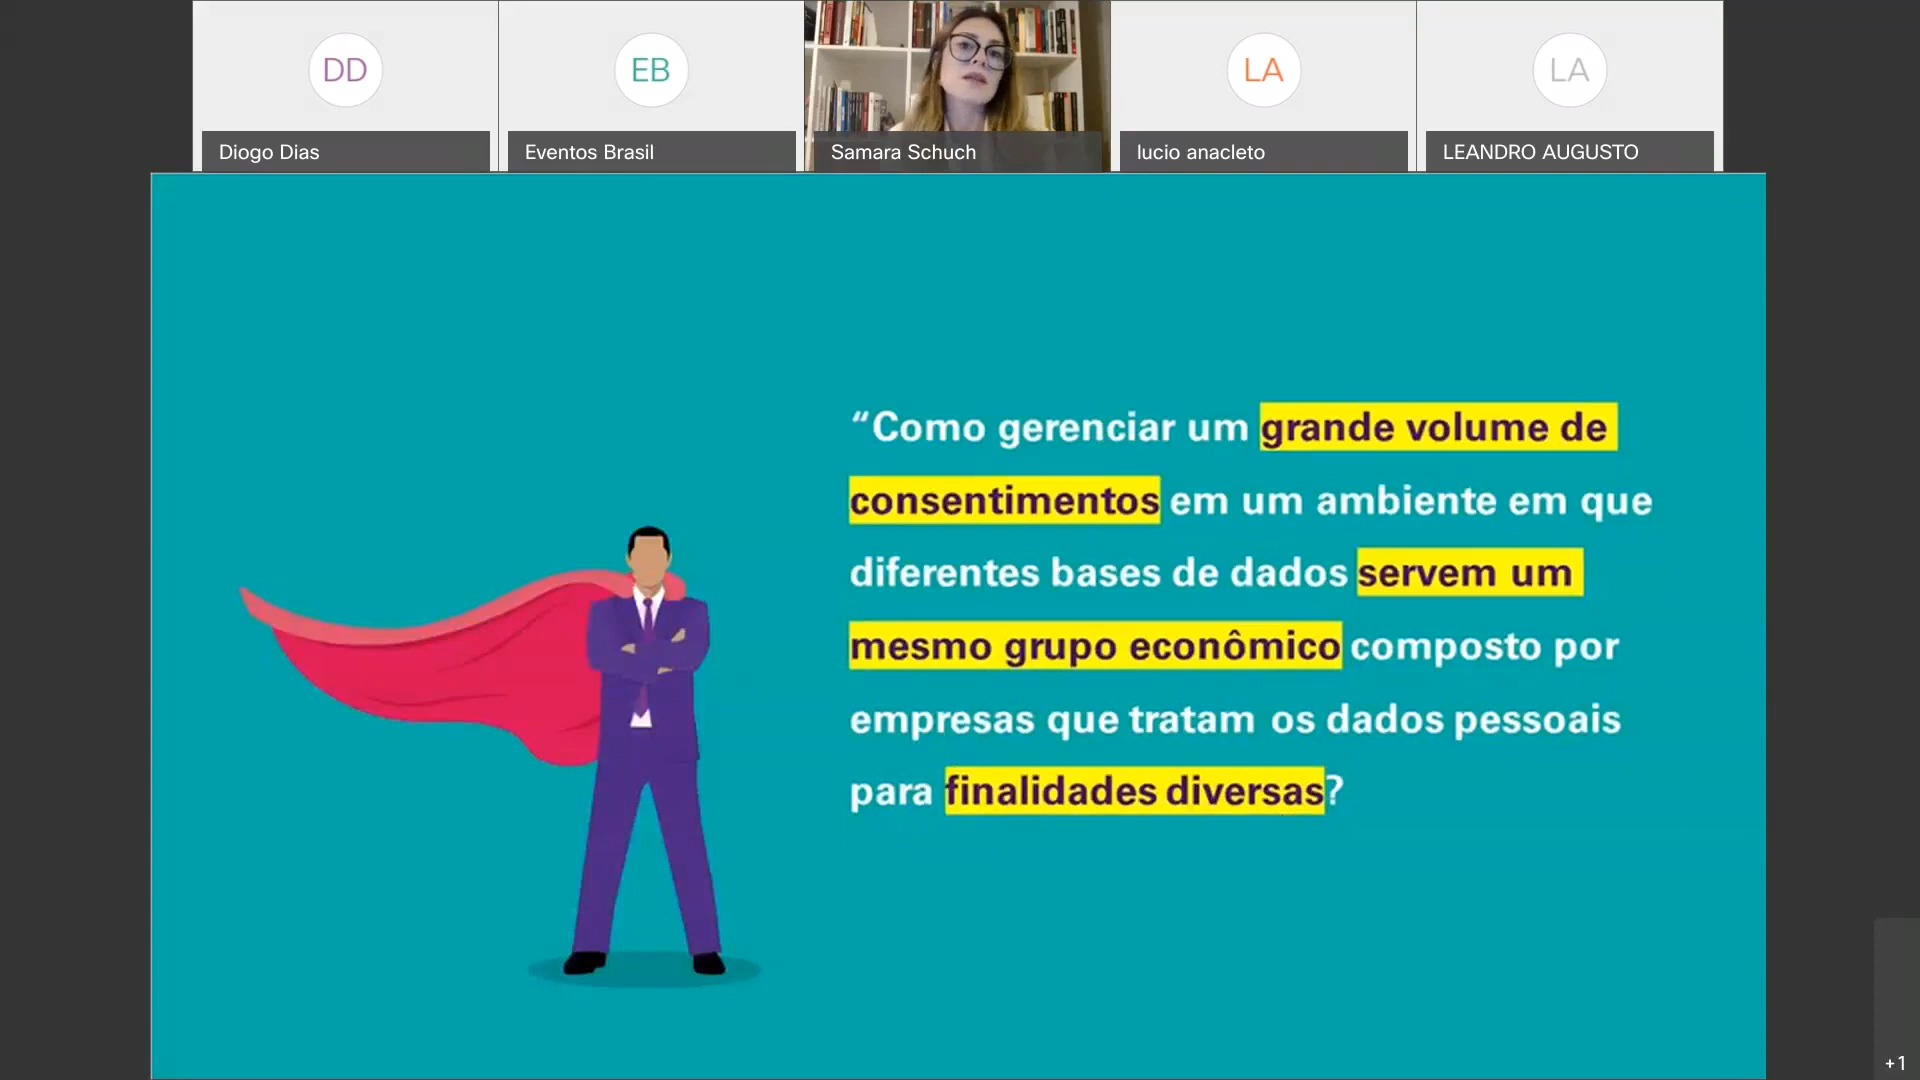 DD
EB
LA
LA
Diogo Dias
Eventos Brasil
Samara Schuch
lucio anacleto
LEANDRO AUGUSTO
“Como gerenciar um grande volume de
consentimentos em um ambiente em que
diferentes bases de dados servem um
mesmo grupo econômico composto por
empresas que tratam os dados pessoais
para finalidades diversas?
+1